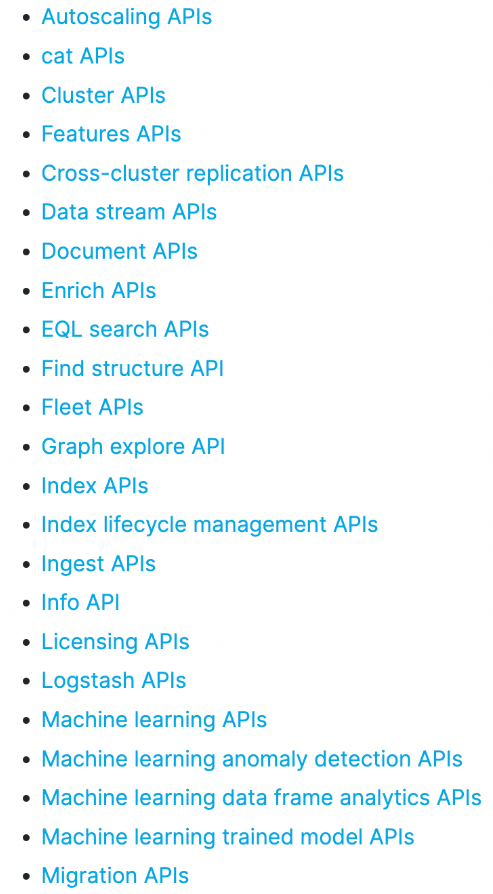 Autoscaling APIs
cat APIs
Cluster APIs
Features APIs
Cross-cluster replication APIs
Data stream APIs
Document APIs
Enrich APIs
EQL search APIs
Find structure API
Fleet APIs
Graph explore API
Index APIs
Index lifecycle management APIs
Ingest APIs
Info API
Licensing APIs
Logstash APIs
Machine learning APIs
Machine learning anomaly detection APIs
Machine learning data frame analytics APIs
Machine learning trained model APIs
Migration APIs